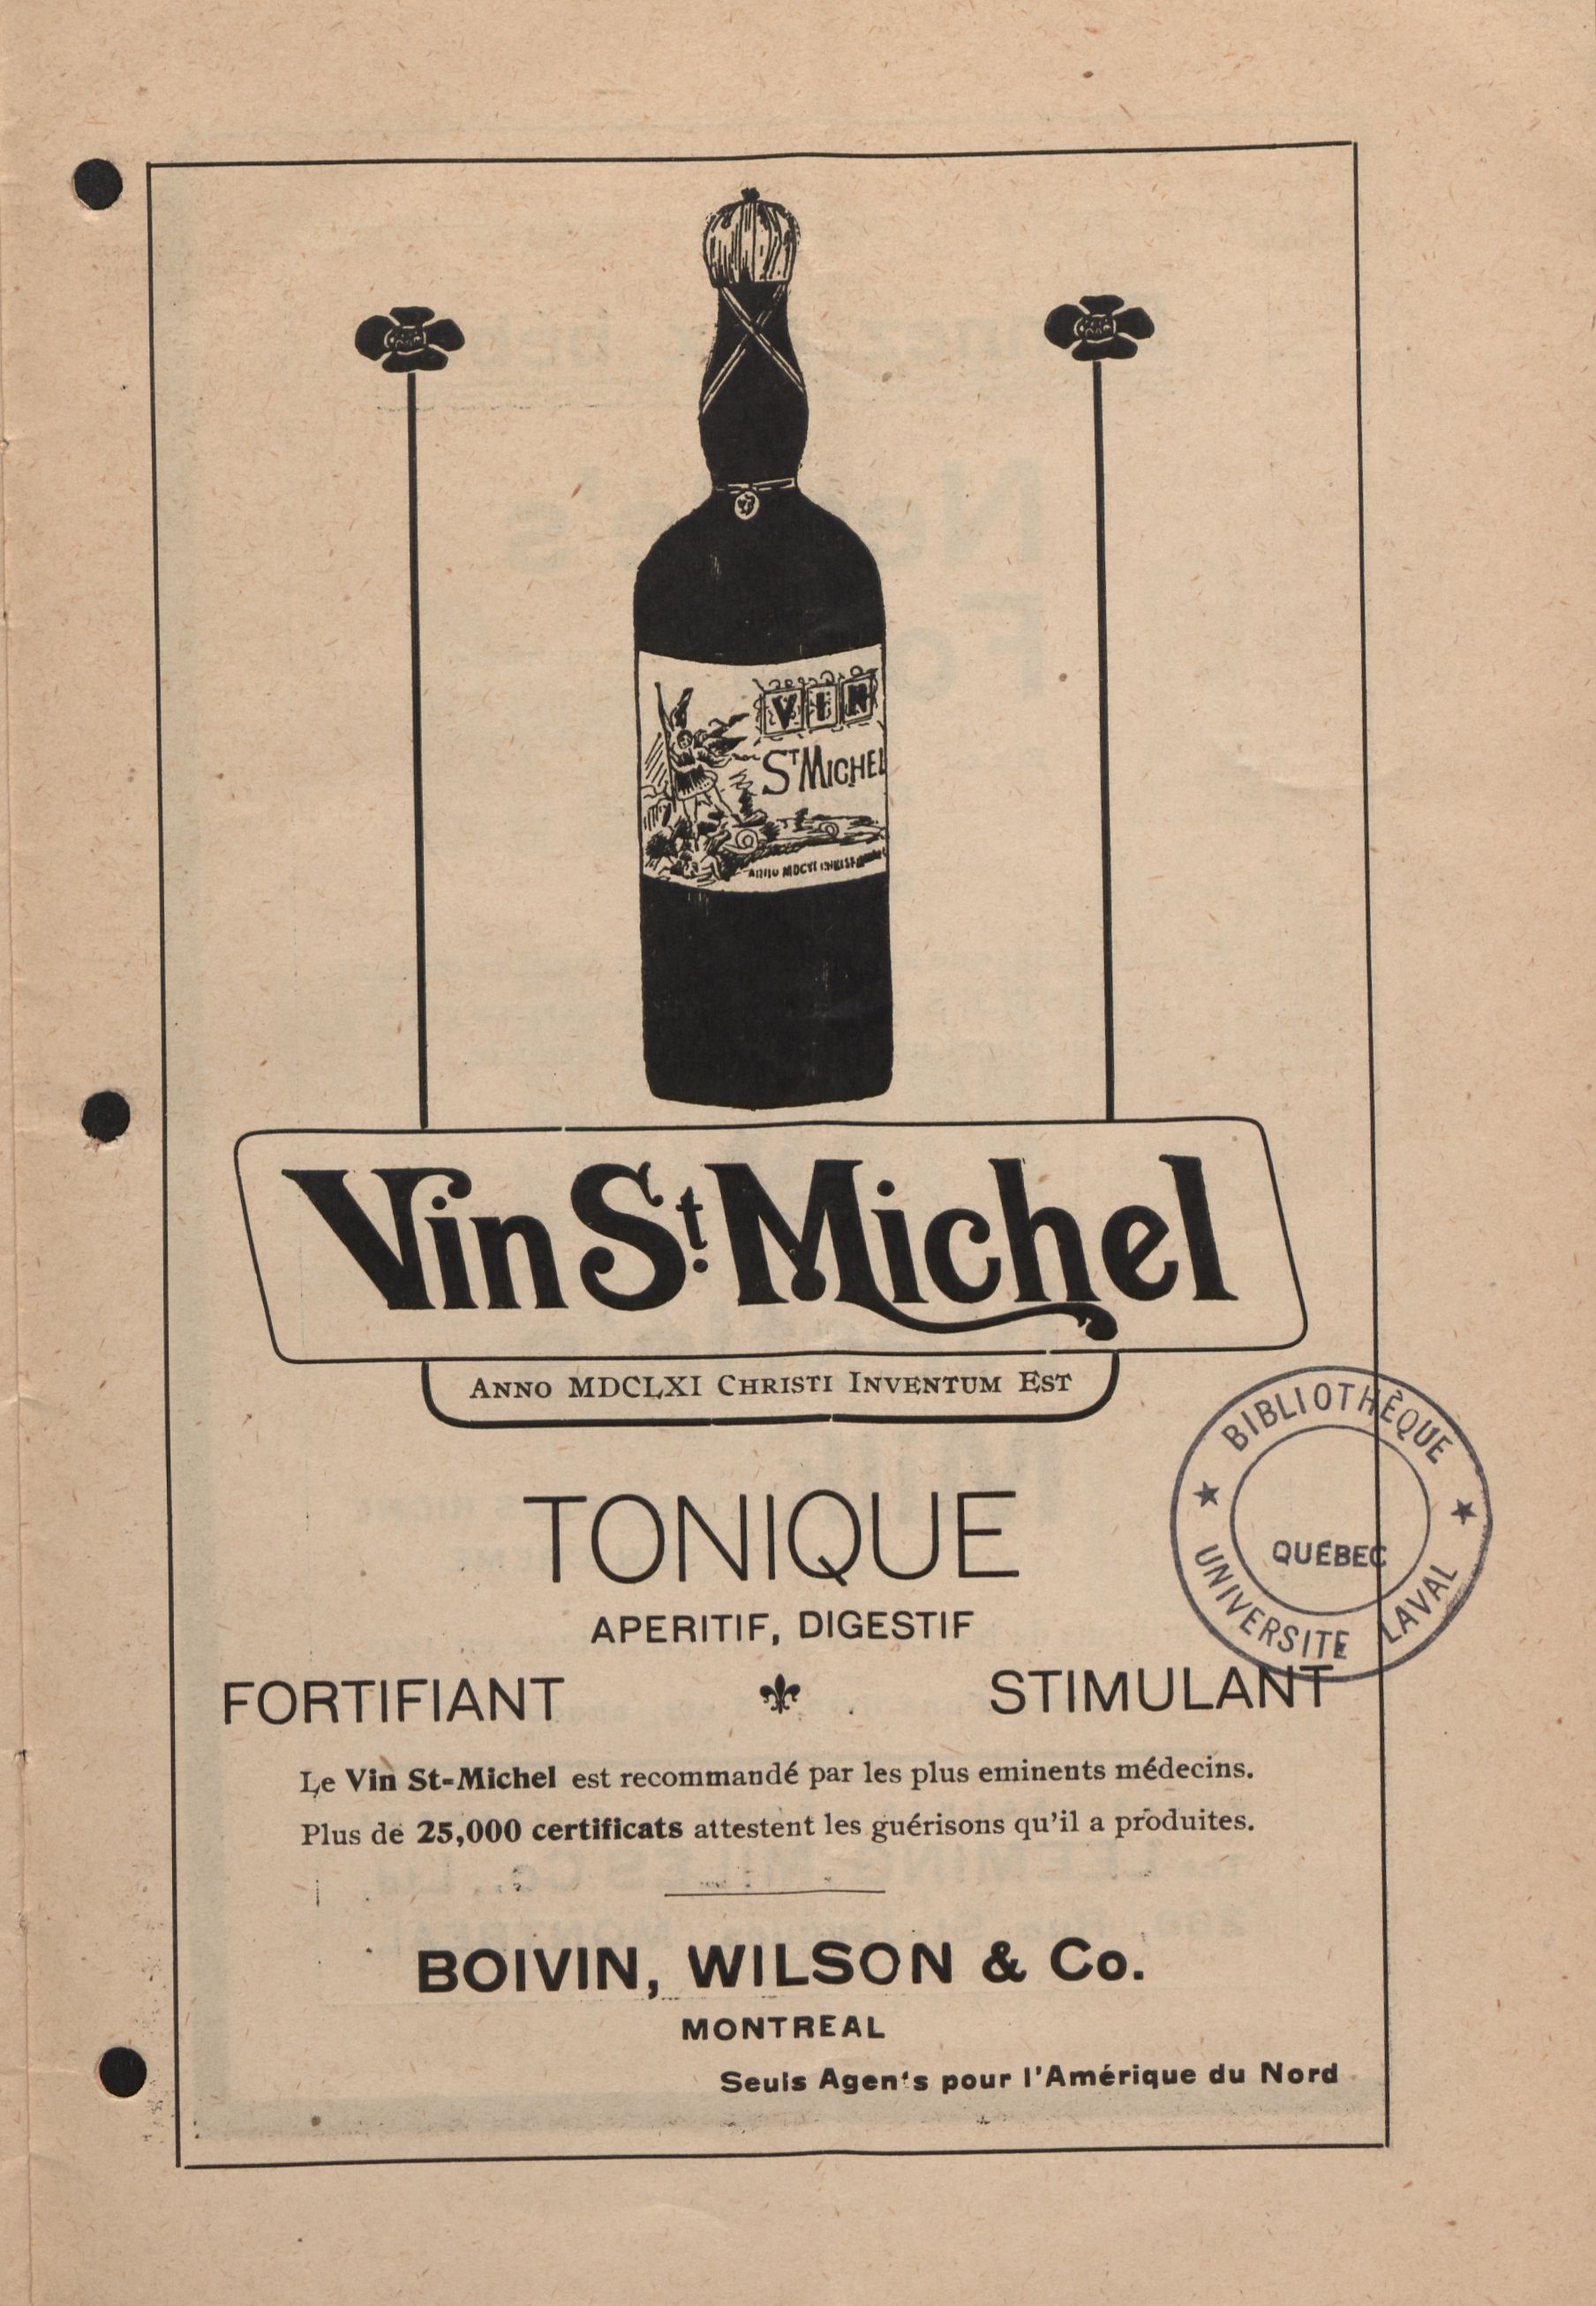 VIN
ST MICHEL
Vin St. Michel
ANNO MDCLXI CHRISTI INVENTUM EST
TONIQUE
APERITIF, DIGESTIF
FORTIFIANT STIMULANT
Le Vin St-Michel est recommandé par les plus eminents médecins.
Plus de 25,000 certificats attestent les guérisons qu'il a produites.
BOIVIN, WILSON & Co.
MONTREAL
Seuls Agents pour l'Amérique du Nord
BIBLIOTHÈQUE
QUÉBEC
UNIVERSITE LAVAL